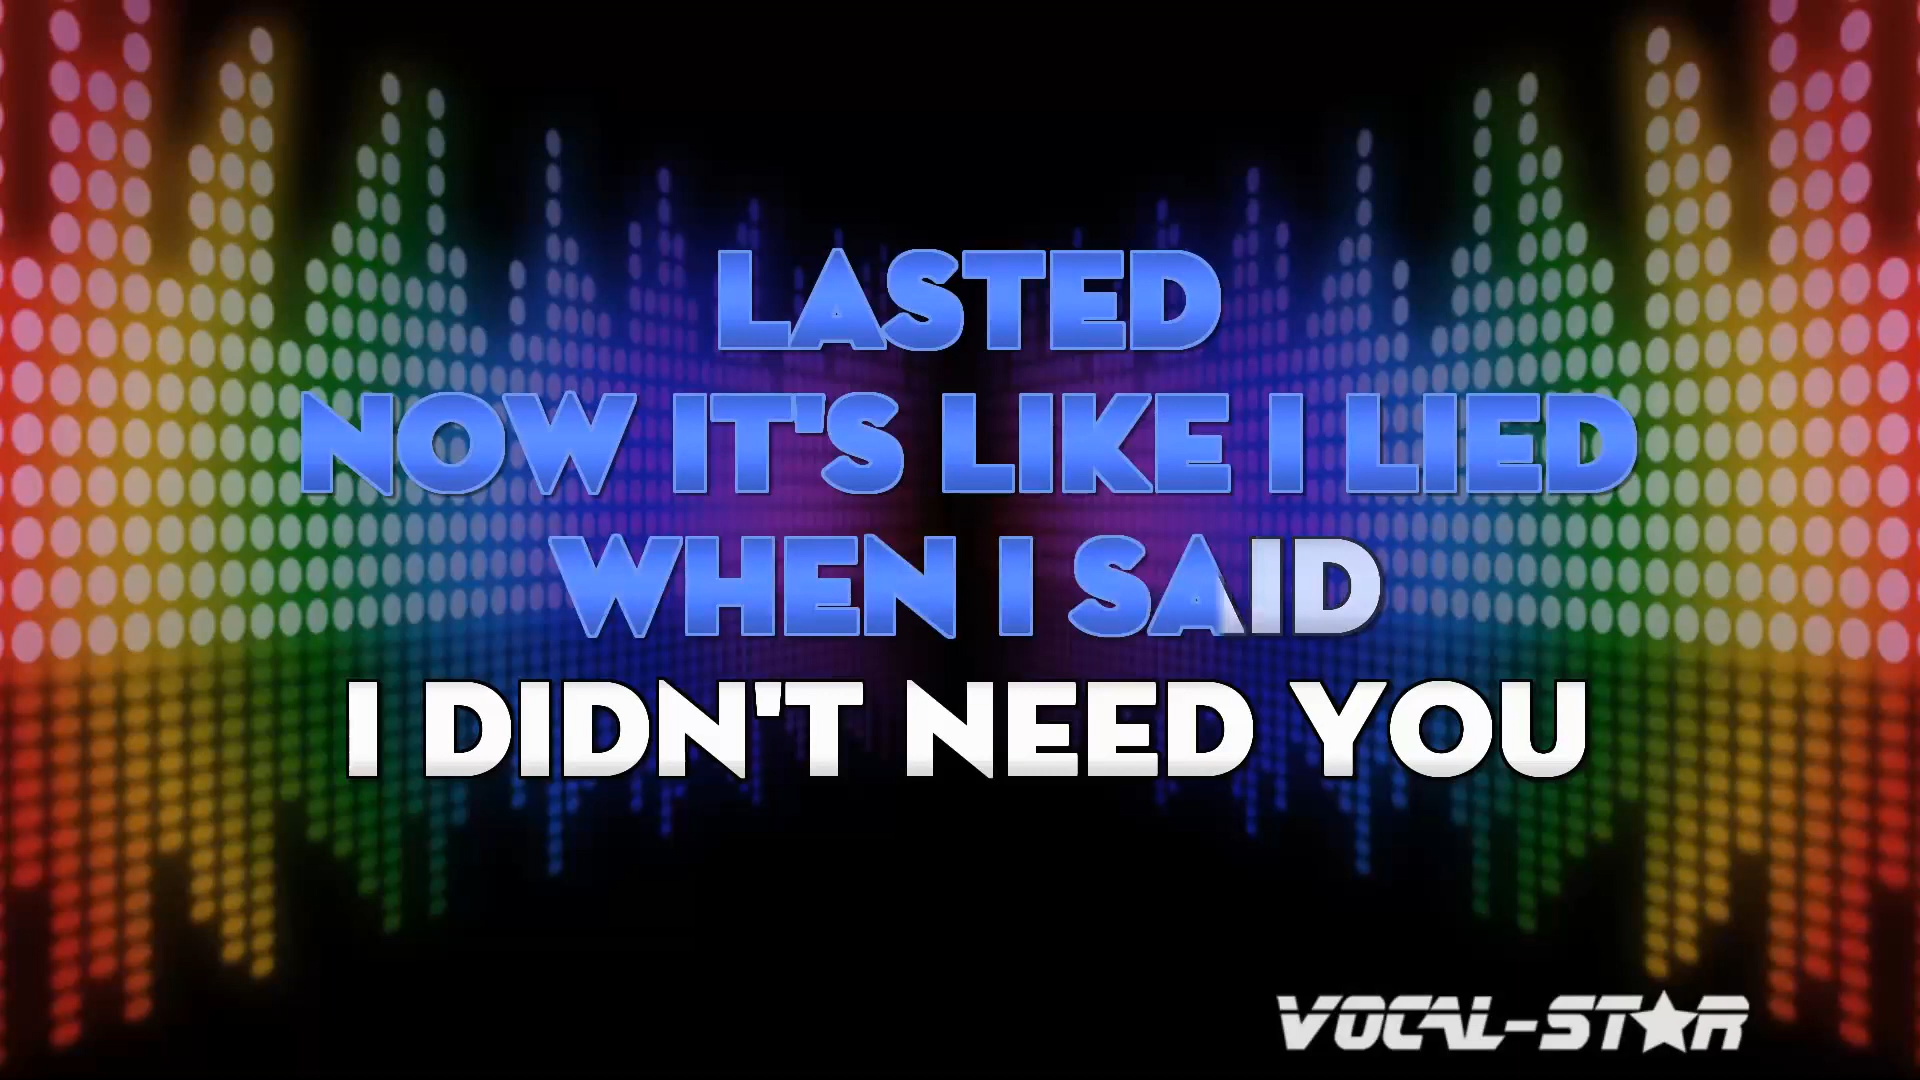 LASTED
NOW IT'S LIKE I LIED
WHEN I SAID
I DIDN'T NEED YOU
VOCAL-STAR